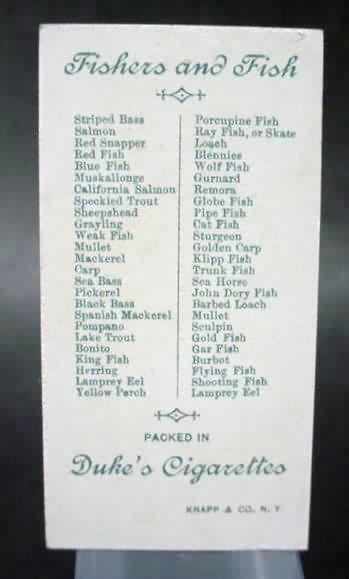 Fishers and Fish
Striped Bass
Salmon
Red Snapper
Red Fish
Blue Fish
Muskallonge
California Salmon
Speckled Trout
Sheepshead
Grayling
Weak Fish
Mullet
Mackerel
Carp
Sea Bass
Pickerel
Black Bass
Spanish Mackerel
Pompano
Lake Trout
Bonito
King Fish
Herring
Lamprey Eel
Yellow Perch
Porcupine Fish
Ray Fish, or Skate
Loach
Blennies
Wolf Fish
Gurnard
Remora
Globe Fish
Pipe Fish
Cat Fish
Sturgeon
Golden Carp
Klipp Fish
Trunk Fish
Sea Horse
John Dory Fish
Barbed Loach
Mullet
Sculpin
Gold Fish
Gar Fish
Burbot
Flying Fish
Shooting Fish
Lamprey Eel
PACKED IN
Duke's Cigarettes
KNAPP & CO. N. Y.